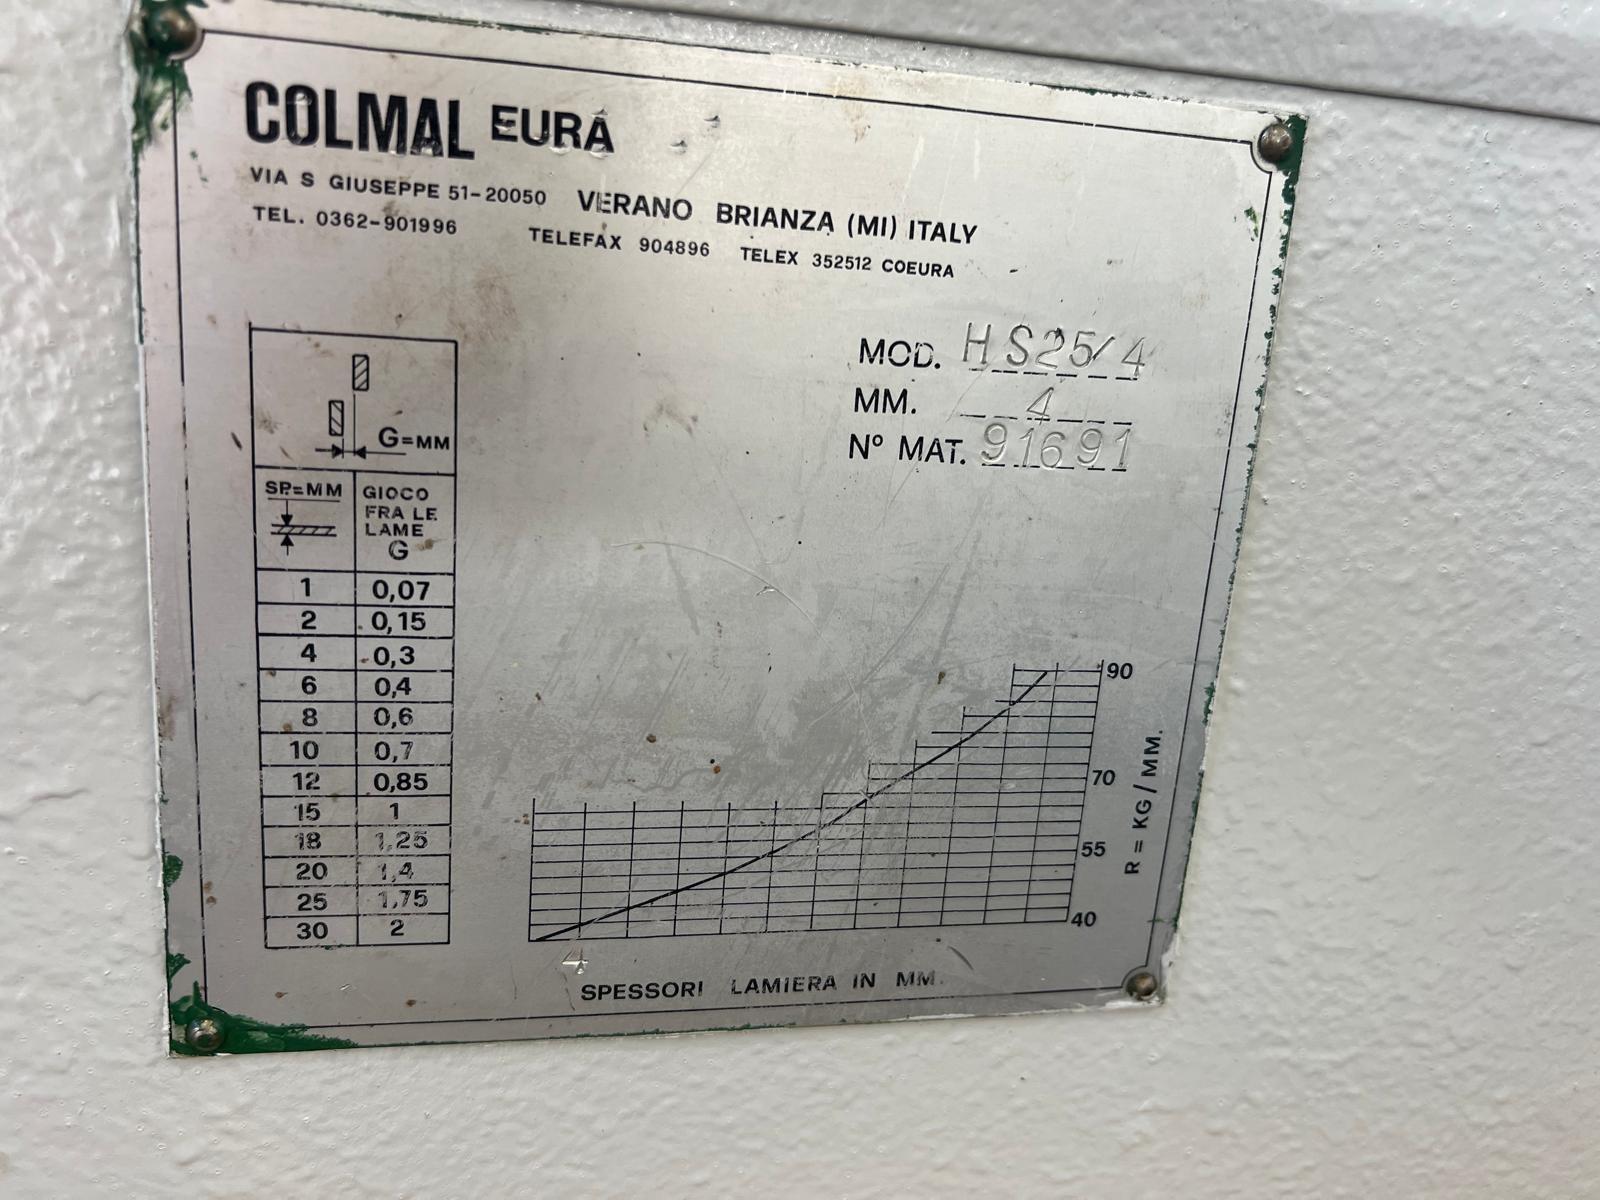 COLMAL EURA
VIA S GIUSEPPE 51-20050 VERANO BRIANZA (MI) ITALY
TEL. 0362-901996 TELEFAX 904896 TELEX 352512 COEURA
MOD. HS25/4
MM. 4
Nº MAT. 91691
G=MM
SP=MM GIOCO
FRA LE
LAME
G
1 0,07
2 0,15
4 0,3
6 0,4
8 0,6
10 0,7
12 0,85
15 1
18 1,25
20 1,4
25 1,75
30 2
90
70
55
40
R = KG/MM.
4
SPESSORI LAMIERA IN MM.